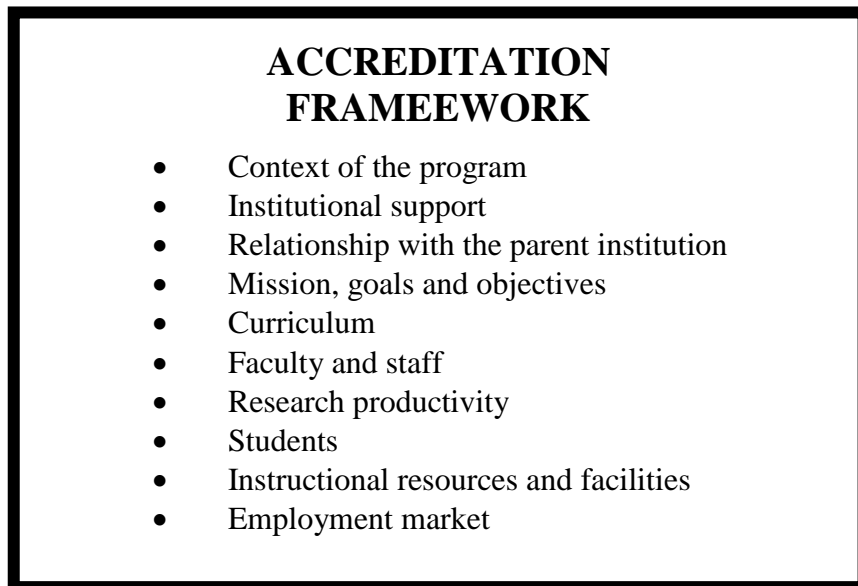 ACCREDITATION
FRAMEEWORK
• Context of the program
• Institutional support
• Relationship with the parent institution
• Mission, goals and objectives
• Curriculum
• Faculty and staff
• Research productivity
• Students
• Instructional resources and facilities
• Employment market